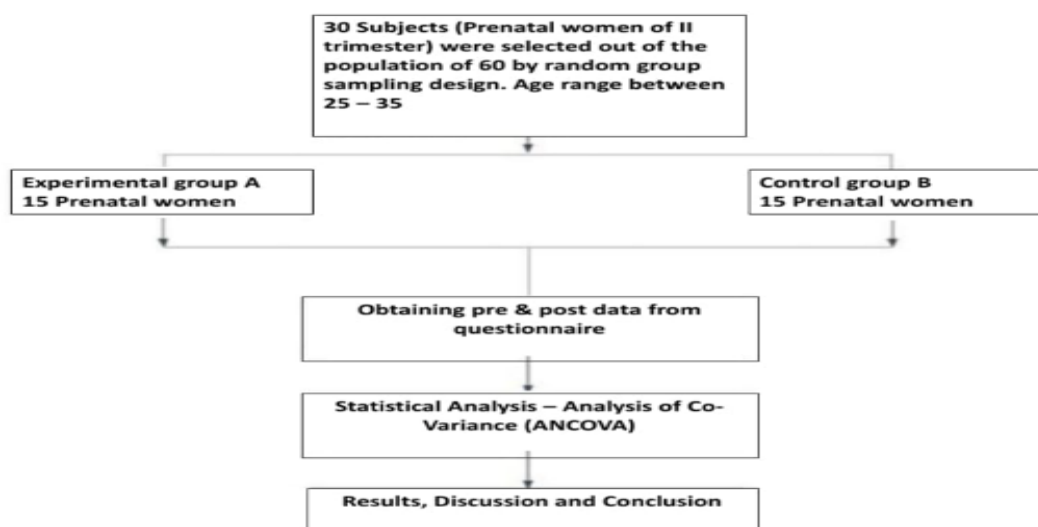 30 Subjects (Prenatal women of II
trimester) were selected out of the
population of 60 by random group
sampling design. Age range between
25 – 35
Experimental group A
15 Prenatal women
Control group B
15 Prenatal women
Obtaining pre & post data from
questionnaire
Statistical Analysis – Analysis of Co-
Variance (ANCOVA)
Results, Discussion and Conclusion